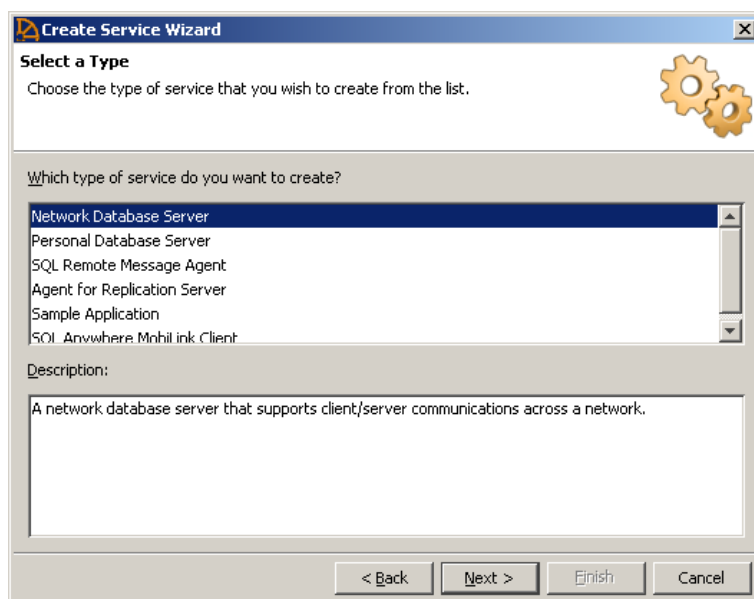 Create Service Wizard
Select a Type
Choose the type of service that you wish to create from the list.
Which type of service do you want to create?
Network Database Server
Personal Database Server
SQL Remote Message Agent
Agent for Replication Server
Sample Application
SQL Anywhere MobiLink Client
Description:
A network database server that supports client/server communications across a network.
< Back Next > Finish Cancel